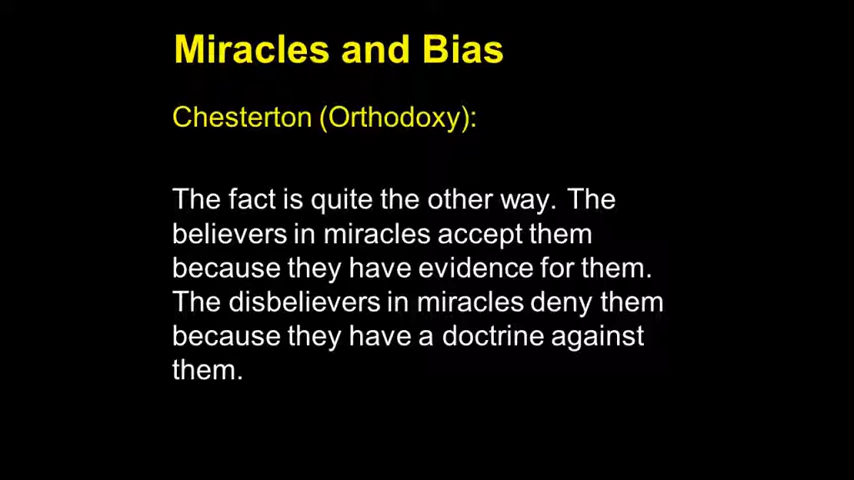 Miracles and Bias
Chesterton (Orthodoxy):
The fact is quite the other way. The
believers in miracles accept them
because they have evidence for them.
The disbelievers in miracles deny them
because they have a doctrine against
them.